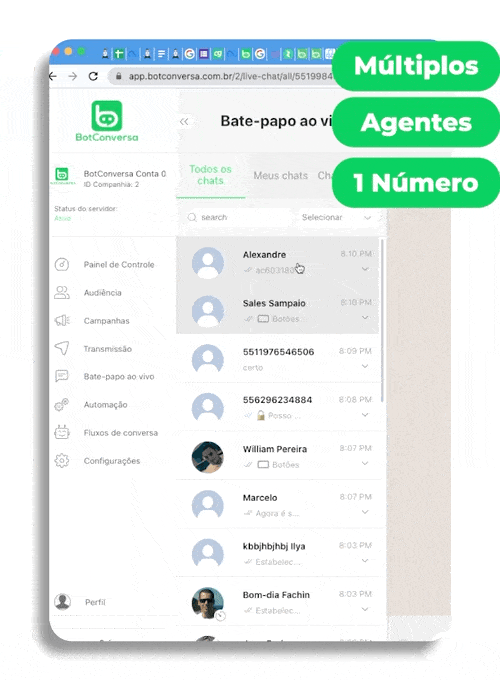 Múltiplos
Agentes
1 Número
app.botconversa.com.br/2/live-chat/all/5519984
BotConversa
Bate-papo ao vi
BotConversa Conta 0
ID Companhia: 2
Status do servidor:
Ativo
Todos os
chats
Meus chats
search
Selecionar
Painel de Controle
Audiência
Campanhas
Transmissão
Bate-papo ao vivo
Automação
Fluxos de conversa
Configurações
Perfil
Alexandre
8:10 PM
Sales Sampaio
8:10 PM
Botões
5511976546506
8:09 PM
certo
556296234884
8:08 PM
Posso ...
William Pereira
8:07 PM
Botões
Marcelo
8:07 PM
Agora é s...
kbbjhbjhbj Ilya
8:03 PM
Estabelec...
Bom-dia Fachin
8:03 PM
Estabelec...